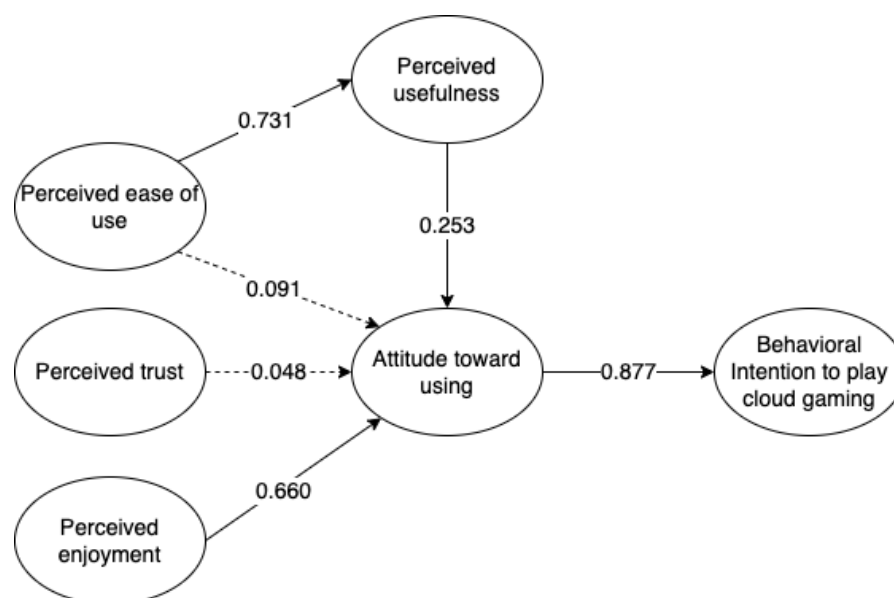 Perceived
usefulness
0.731
Perceived ease of
use
0.253
0.091
Perceived trust
0.048
Attitude toward
using
0.877
Behavioral
Intention to play
cloud gaming
0.660
Perceived
enjoyment